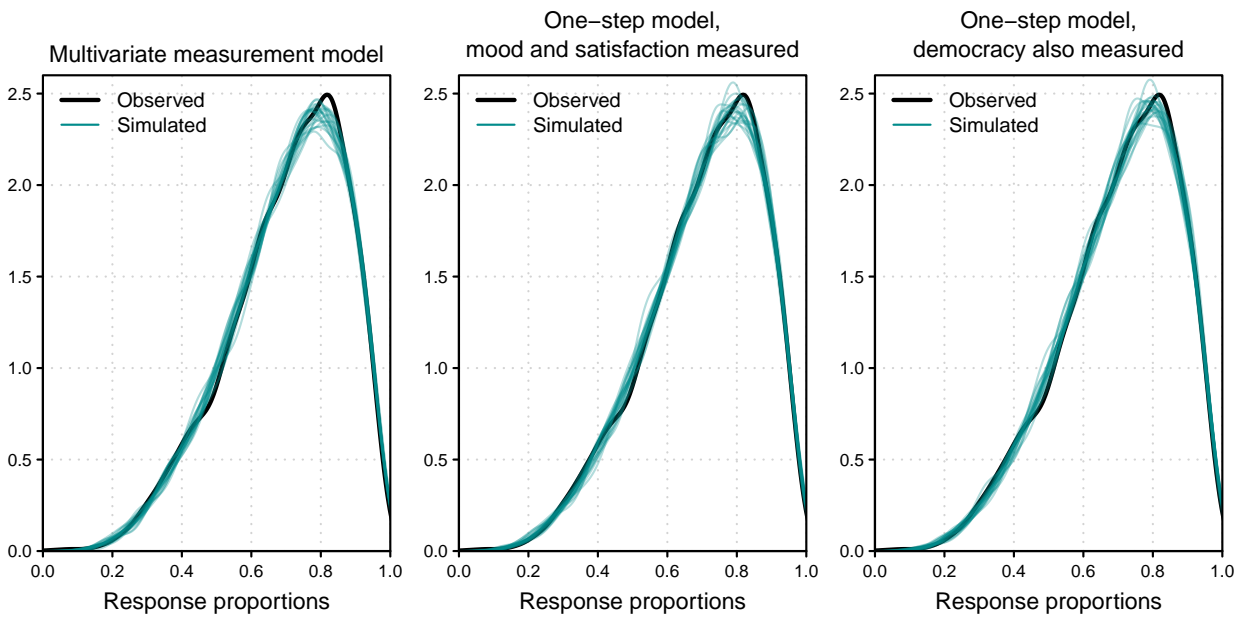 Multivariate measurement model
Observed
Simulated
2.5
2.0
1.5
1.0
0.5
0.0
0.0 0.2 0.4 0.6 0.8 1.0
Response proportions
One−step model,
mood and satisfaction measured
Observed
Simulated
2.5
2.0
1.5
1.0
0.5
0.0
0.0 0.2 0.4 0.6 0.8 1.0
Response proportions
One−step model,
democracy also measured
Observed
Simulated
2.5
2.0
1.5
1.0
0.5
0.0
0.0 0.2 0.4 0.6 0.8 1.0
Response proportions